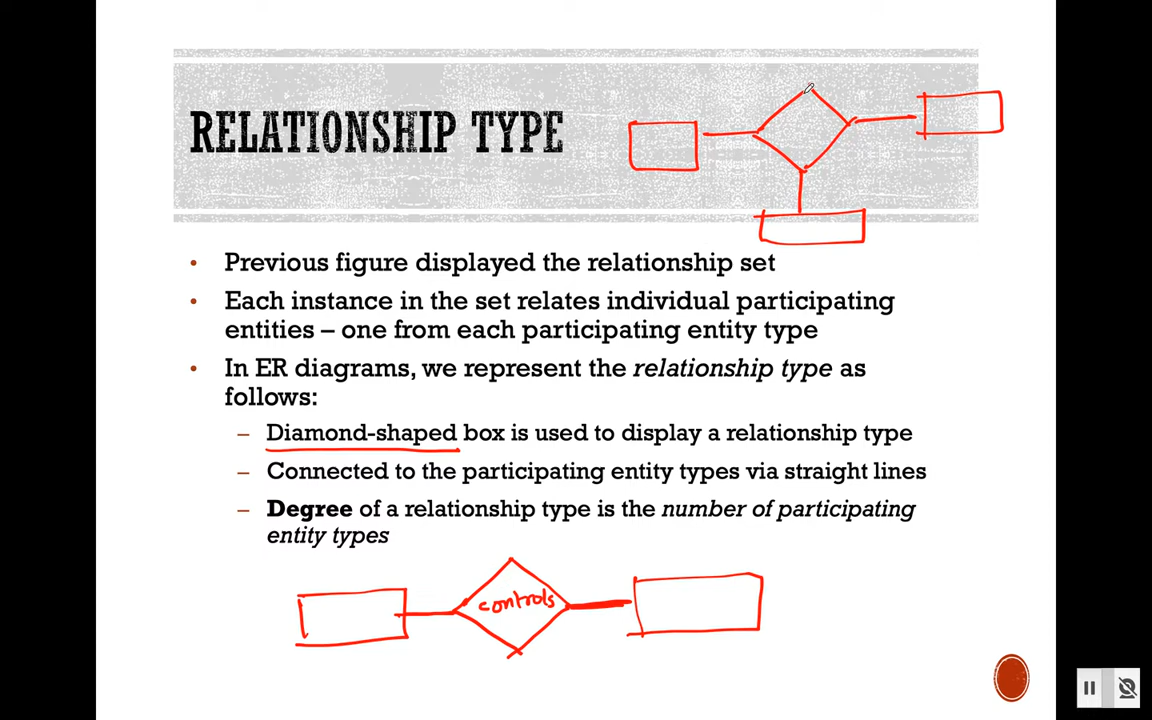 RELATIONSHIP TYPE
• Previous figure displayed the relationship set
• Each instance in the set relates individual participating
entities – one from each participating entity type
• In ER diagrams, we represent the relationship type as
follows:
– Diamond-shaped box is used to display a relationship type
– Connected to the participating entity types via straight lines
– Degree of a relationship type is the number of participating
entity types
controls